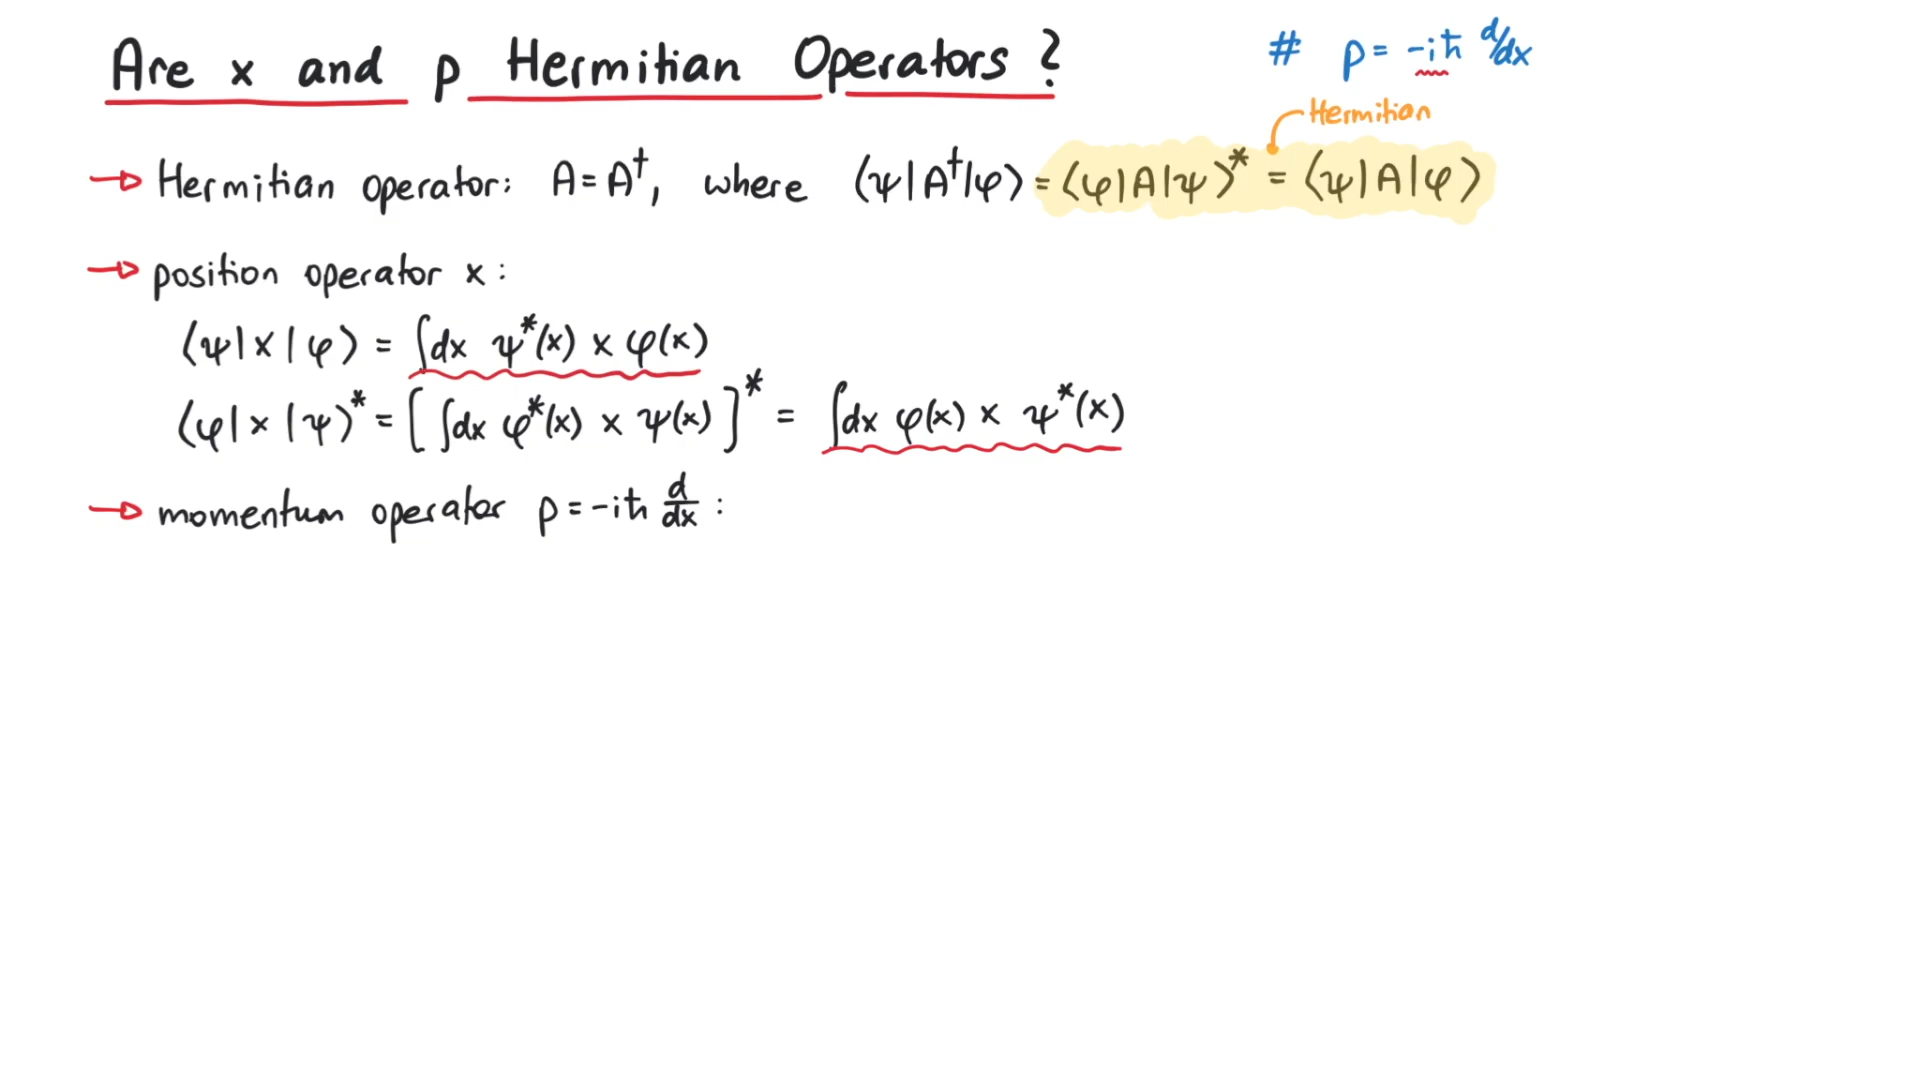 Are x and p Hermitian Operators?
# p = -iħ d/dx
Hermitian
→ Hermitian operator: A = A†, where ⟨ψ|A†|φ⟩ = ⟨φ|A|ψ⟩* = ⟨ψ|A|φ⟩
→ position operator x:
⟨ψ|x|φ⟩ = ∫dx ψ*(x) x φ(x)
⟨φ|x|ψ⟩* = [∫dx φ*(x) x ψ(x)]* = ∫dx φ(x) x ψ*(x)
→ momentum operator p = -iħ d/dx :